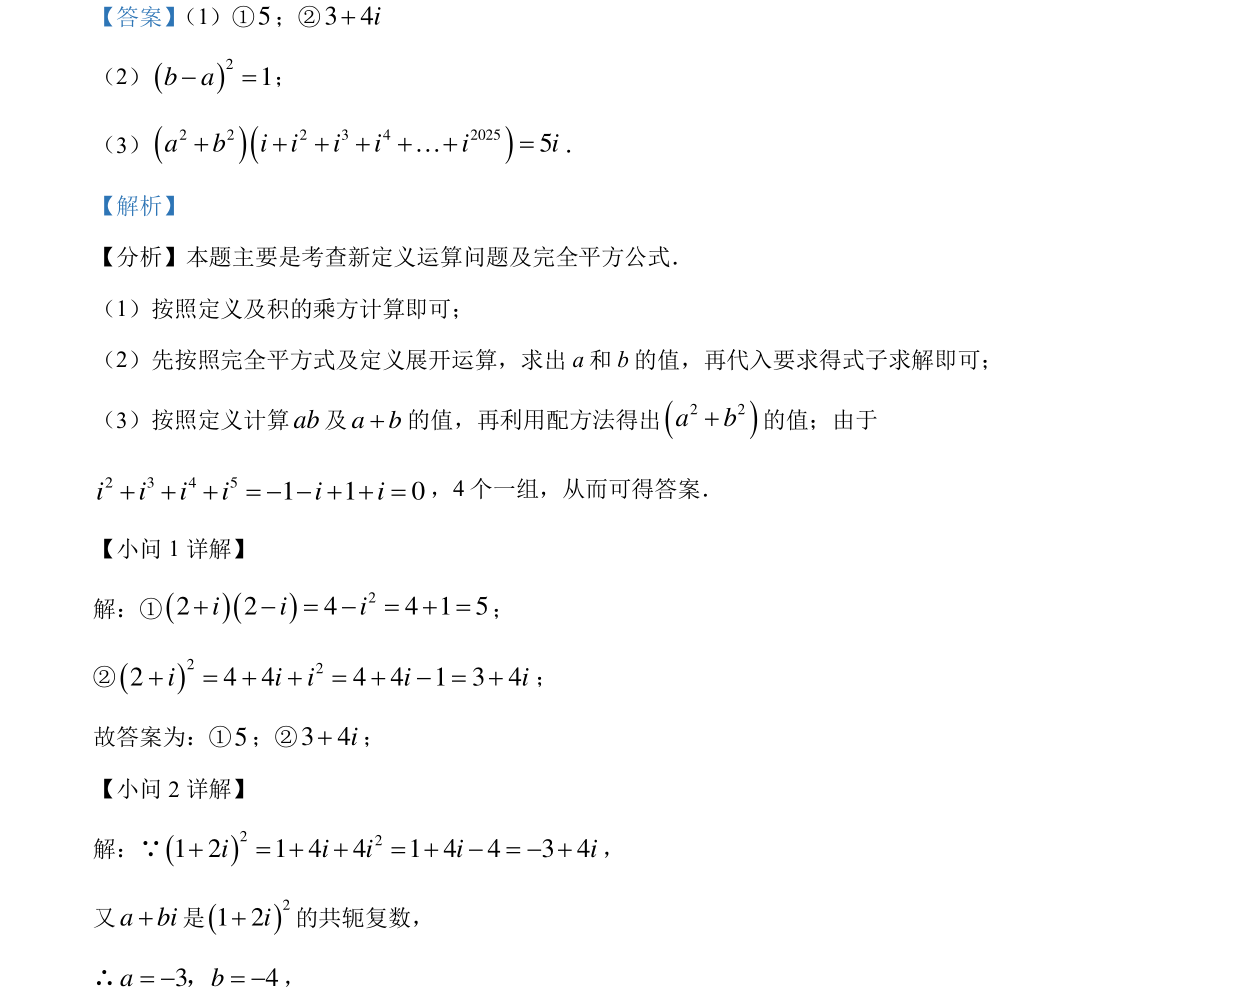 【答案】（1）①5；②3+4i
（2）(b−a)²=1；
（3）(a²+b²)(i+i²+i³+i⁴+…+i²⁰²⁵)=5i．
【解析】
【分析】本题主要是考查新定义运算问题及完全平方公式．
（1）按照定义及积的乘方计算即可；
（2）先按照完全平方式及定义展开运算，求出 a 和 b 的值，再代入要求得式子求解即可；
（3）按照定义计算 ab 及 a+b 的值，再利用配方法得出(a²+b²)的值；由于
i²+i³+i⁴+i⁵=−1−i+1+i=0，4 个一组，从而可得答案．
【小问 1 详解】
解：①(2+i)(2−i)=4−i²=4+1=5；
②(2+i)²=4+4i+i²=4+4i−1=3+4i；
故答案为：①5；②3+4i；
【小问 2 详解】
解：∵(1+2i)²=1+4i+4i²=1+4i−4=−3+4i，
又 a+bi 是(1+2i)²的共轭复数，
∴a=−3，b=−4，